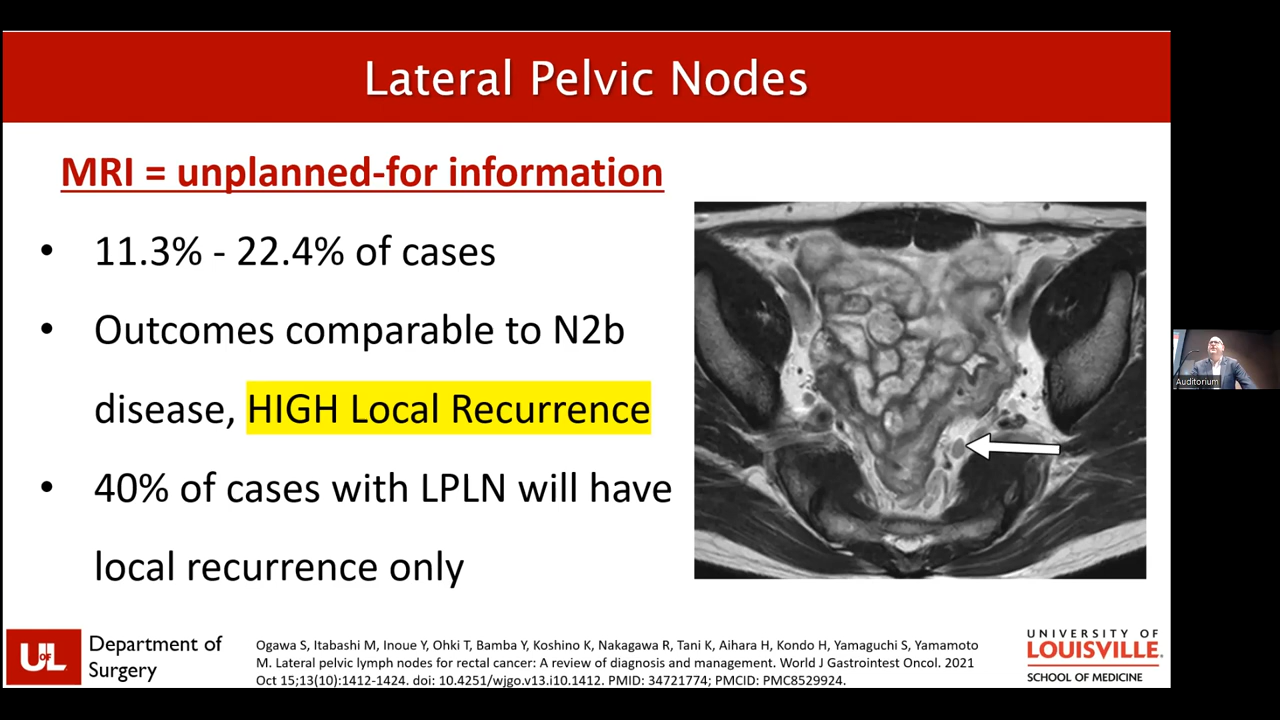 Lateral Pelvic Nodes
MRI = unplanned-for information
• 11.3% - 22.4% of cases
• Outcomes comparable to N2b
disease, HIGH Local Recurrence
• 40% of cases with LPLN will have
local recurrence only
Auditorium
UofL
Department of
Surgery
Ogawa S, Itabashi M, Inoue Y, Ohki T, Bamba Y, Koshino K, Nakagawa R, Tani K, Aihara H, Kondo H, Yamaguchi S, Yamamoto
M. Lateral pelvic lymph nodes for rectal cancer: A review of diagnosis and management. World J Gastrointest Oncol. 2021
Oct 15;13(10):1412-1424. doi: 10.4251/wjgo.v13.i10.1412. PMID: 34721774; PMCID: PMC8529924.
UNIVERSITY OF
LOUISVILLE.
SCHOOL OF MEDICINE